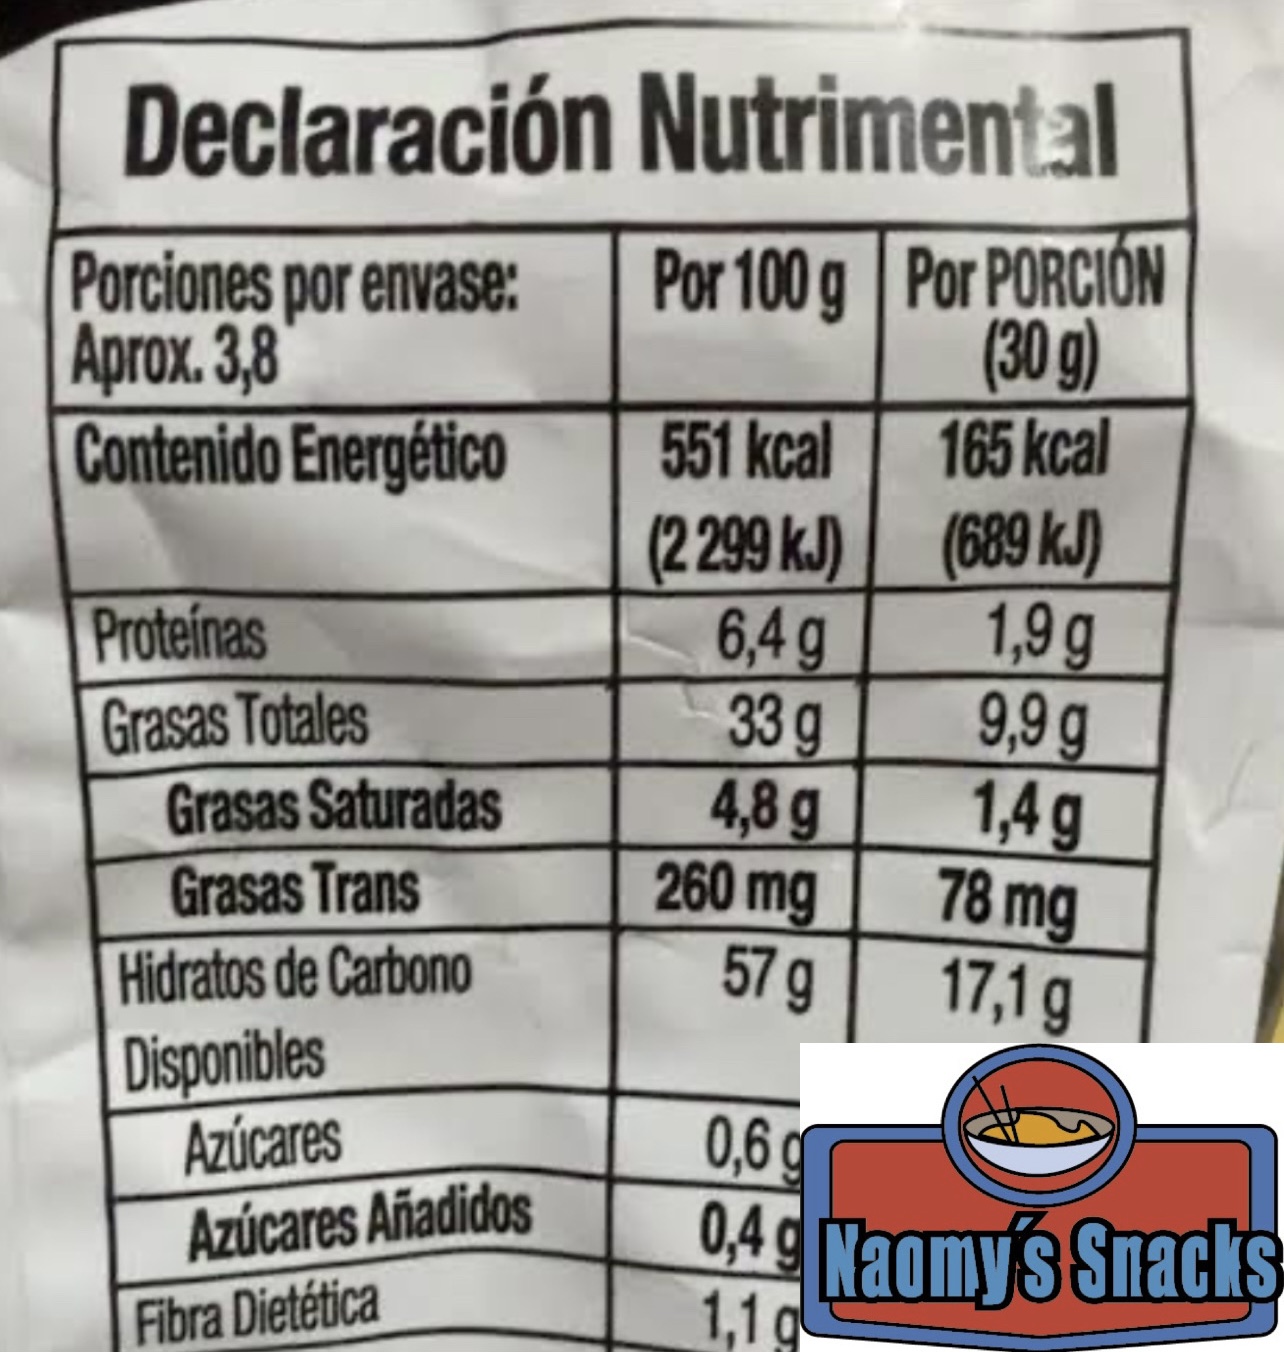 Declaración Nutrimental
Porciones por envase: Por 100 g Por PORCIÓN
Aprox. 3,8 (30 g)
Contenido Energético 551 kcal 165 kcal
(2 299 kJ) (689 kJ)
Proteínas 6,4 g 1,9 g
Grasas Totales 33 g 9,9 g
Grasas Saturadas 4,8 g 1,4 g
Grasas Trans 260 mg 78 mg
Hidratos de Carbono 57 g 17,1 g
Disponibles
Azúcares 0,6 g
Azúcares Añadidos 0,4 g
Fibra Dietética 1,1 g
Naomy's Snacks